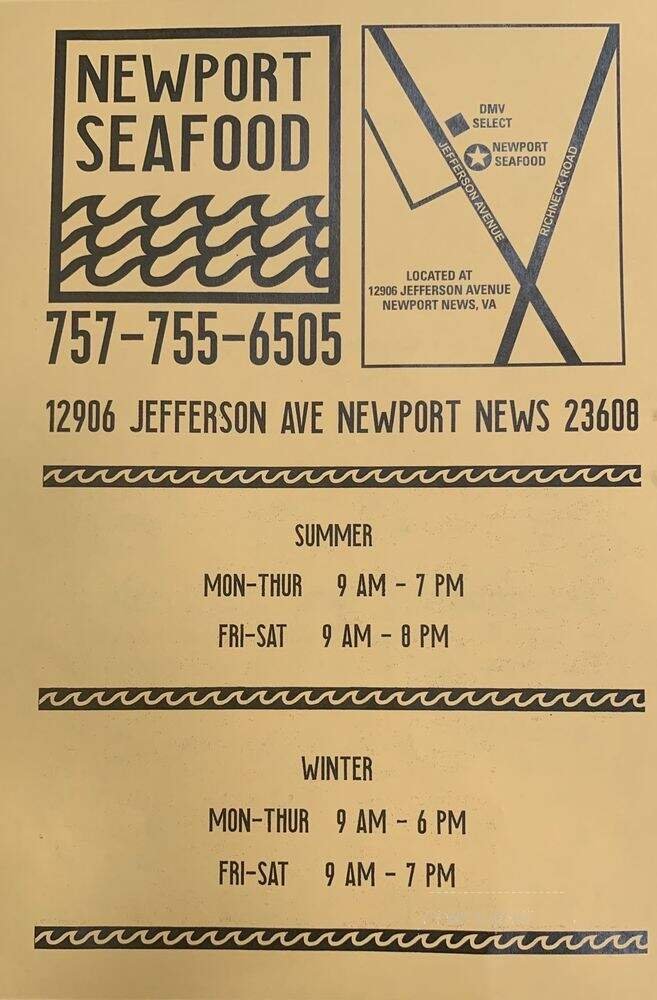 NEWPORT
SEAFOOD
757-755-6505
DMV
SELECT
NEWPORT
SEAFOOD
JEFFERSON AVENUE
RICHNECK ROAD
LOCATED AT
12906 JEFFERSON AVENUE
NEWPORT NEWS, VA
12906 JEFFERSON AVE NEWPORT NEWS 23608
SUMMER
MON-THUR 9 AM - 7 PM
FRI-SAT 9 AM - 8 PM
WINTER
MON-THUR 9 AM - 6 PM
FRI-SAT 9 AM - 7 PM